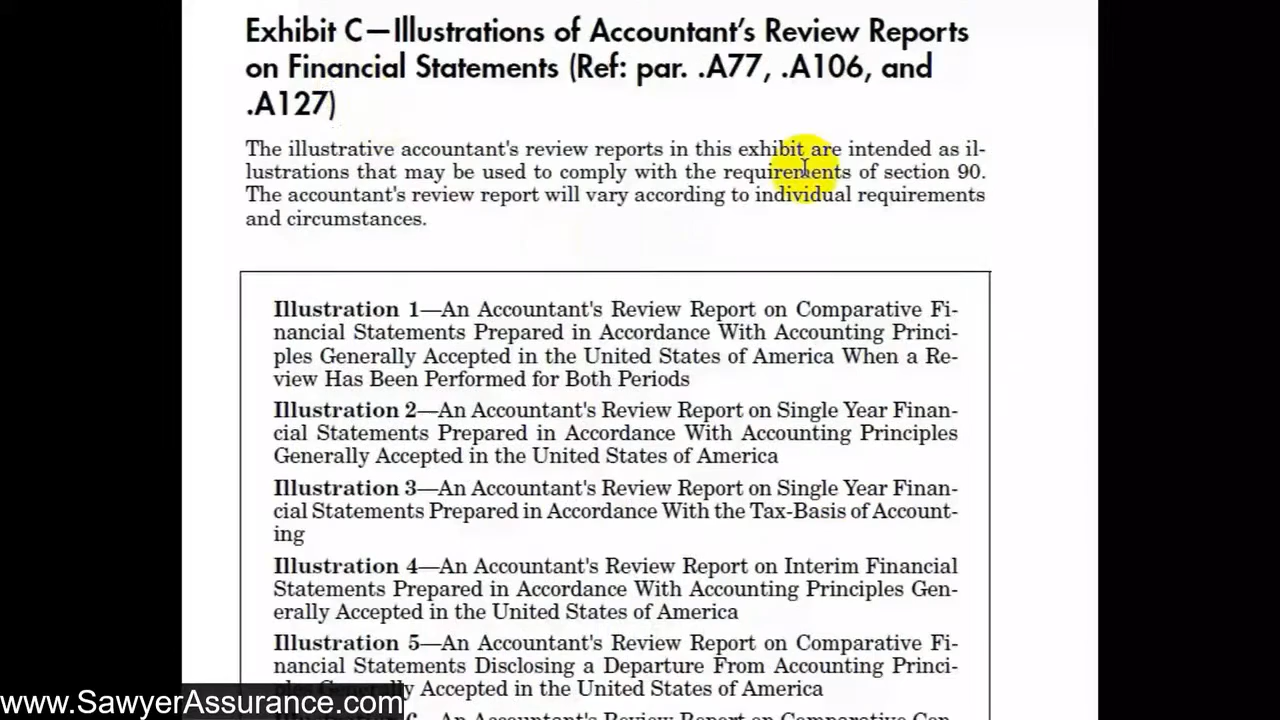 Exhibit C—Illustrations of Accountant's Review Reports
on Financial Statements (Ref: par. .A77, .A106, and
.A127)
The illustrative accountant's review reports in this exhibit are intended as il-
lustrations that may be used to comply with the requirements of section 90.
The accountant's review report will vary according to individual requirements
and circumstances.
Illustration 1—An Accountant's Review Report on Comparative Fi-
nancial Statements Prepared in Accordance With Accounting Princi-
ples Generally Accepted in the United States of America When a Re-
view Has Been Performed for Both Periods
Illustration 2—An Accountant's Review Report on Single Year Finan-
cial Statements Prepared in Accordance With Accounting Principles
Generally Accepted in the United States of America
Illustration 3—An Accountant's Review Report on Single Year Finan-
cial Statements Prepared in Accordance With the Tax-Basis of Account-
ing
Illustration 4—An Accountant's Review Report on Interim Financial
Statements Prepared in Accordance With Accounting Principles Gen-
erally Accepted in the United States of America
Illustration 5—An Accountant's Review Report on Comparative Fi-
nancial Statements Disclosing a Departure From Accounting Princi-
ples Generally Accepted in the United States of America
www.SawyerAssurance.com